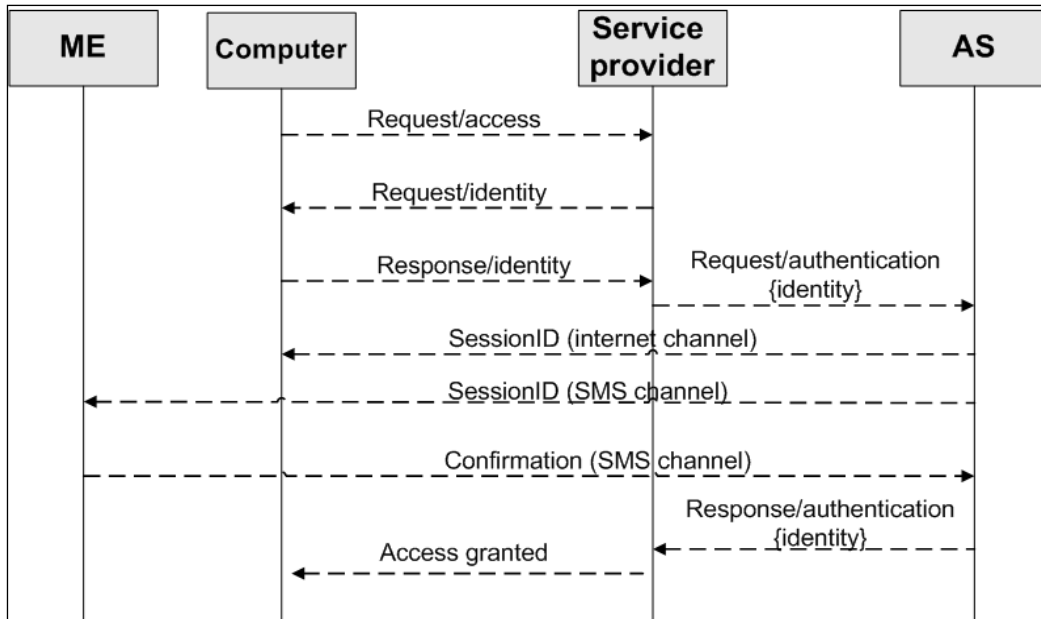 ME
Computer
Service
provider
AS
Request/access
Request/identity
Response/identity
Request/authentication
{identity}
SessionID (internet channel)
SessionID (SMS channel)
Confirmation (SMS channel)
Response/authentication
{identity}
Access granted